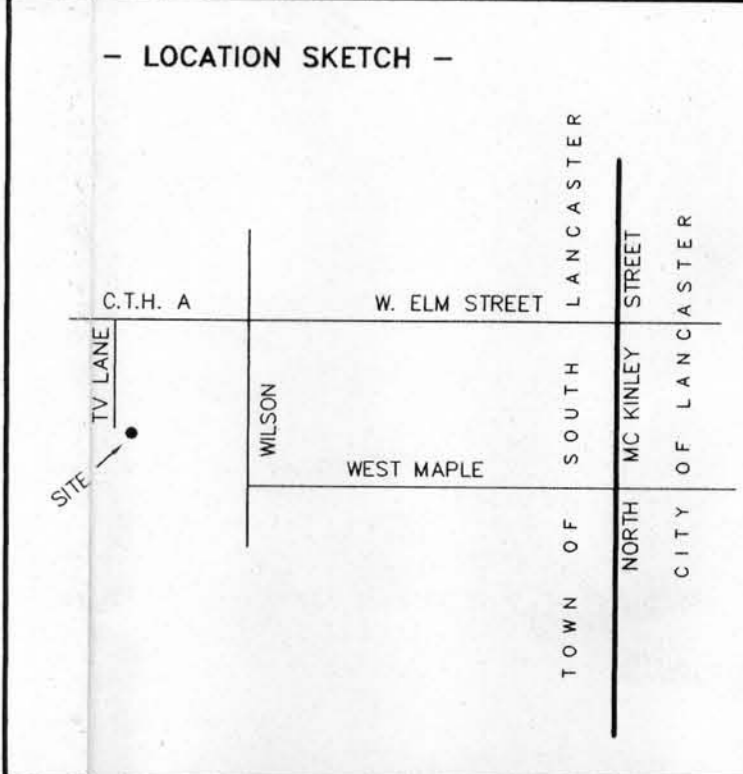 - LOCATION SKETCH -
C.T.H. A
W. ELM STREET
TV LANE
SITE
WILSON
WEST MAPLE
TOWN OF SOUTH LANCASTER
NORTH MC KINLEY STREET
CITY OF LANCASTER